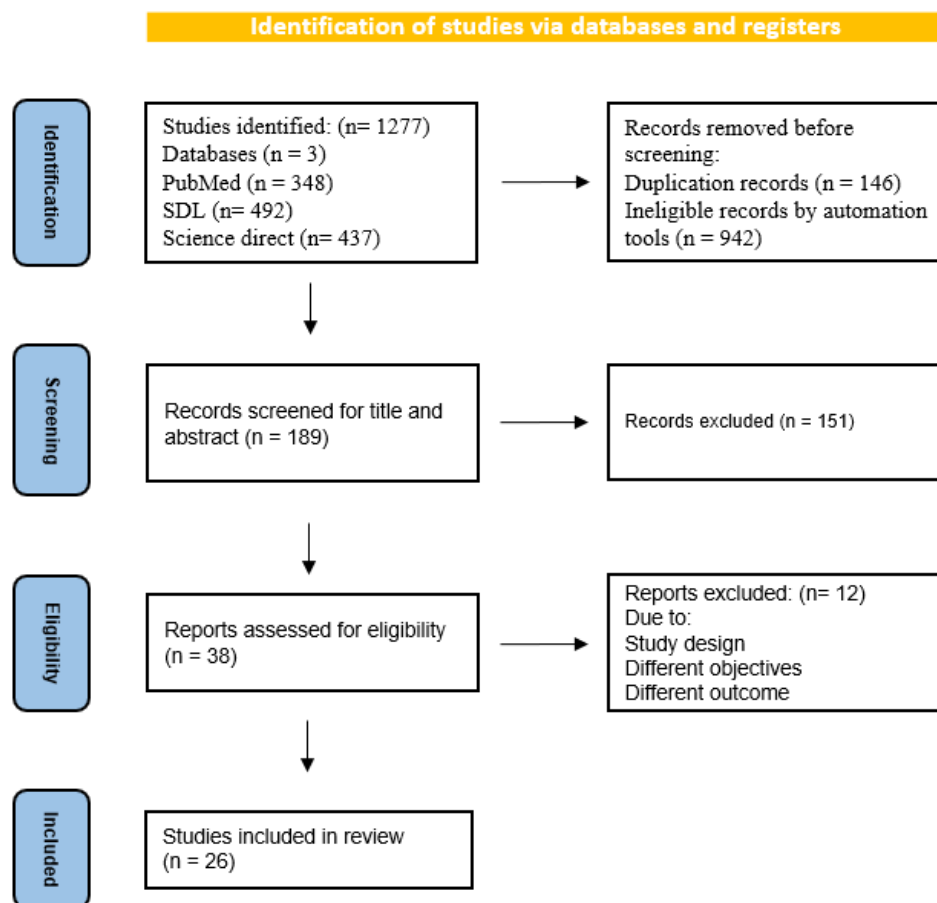 Identification of studies via databases and registers
Identification
Studies identified: (n= 1277)
Databases (n = 3)
PubMed (n = 348)
SDL (n= 492)
Science direct (n= 437)
Records removed before
screening:
Duplication records (n = 146)
Ineligible records by automation
tools (n = 942)
Screening
Records screened for title and
abstract (n = 189)
Records excluded (n = 151)
Eligibility
Reports assessed for eligibility
(n = 38)
Reports excluded: (n= 12)
Due to:
Study design
Different objectives
Different outcome
Included
Studies included in review
(n = 26)